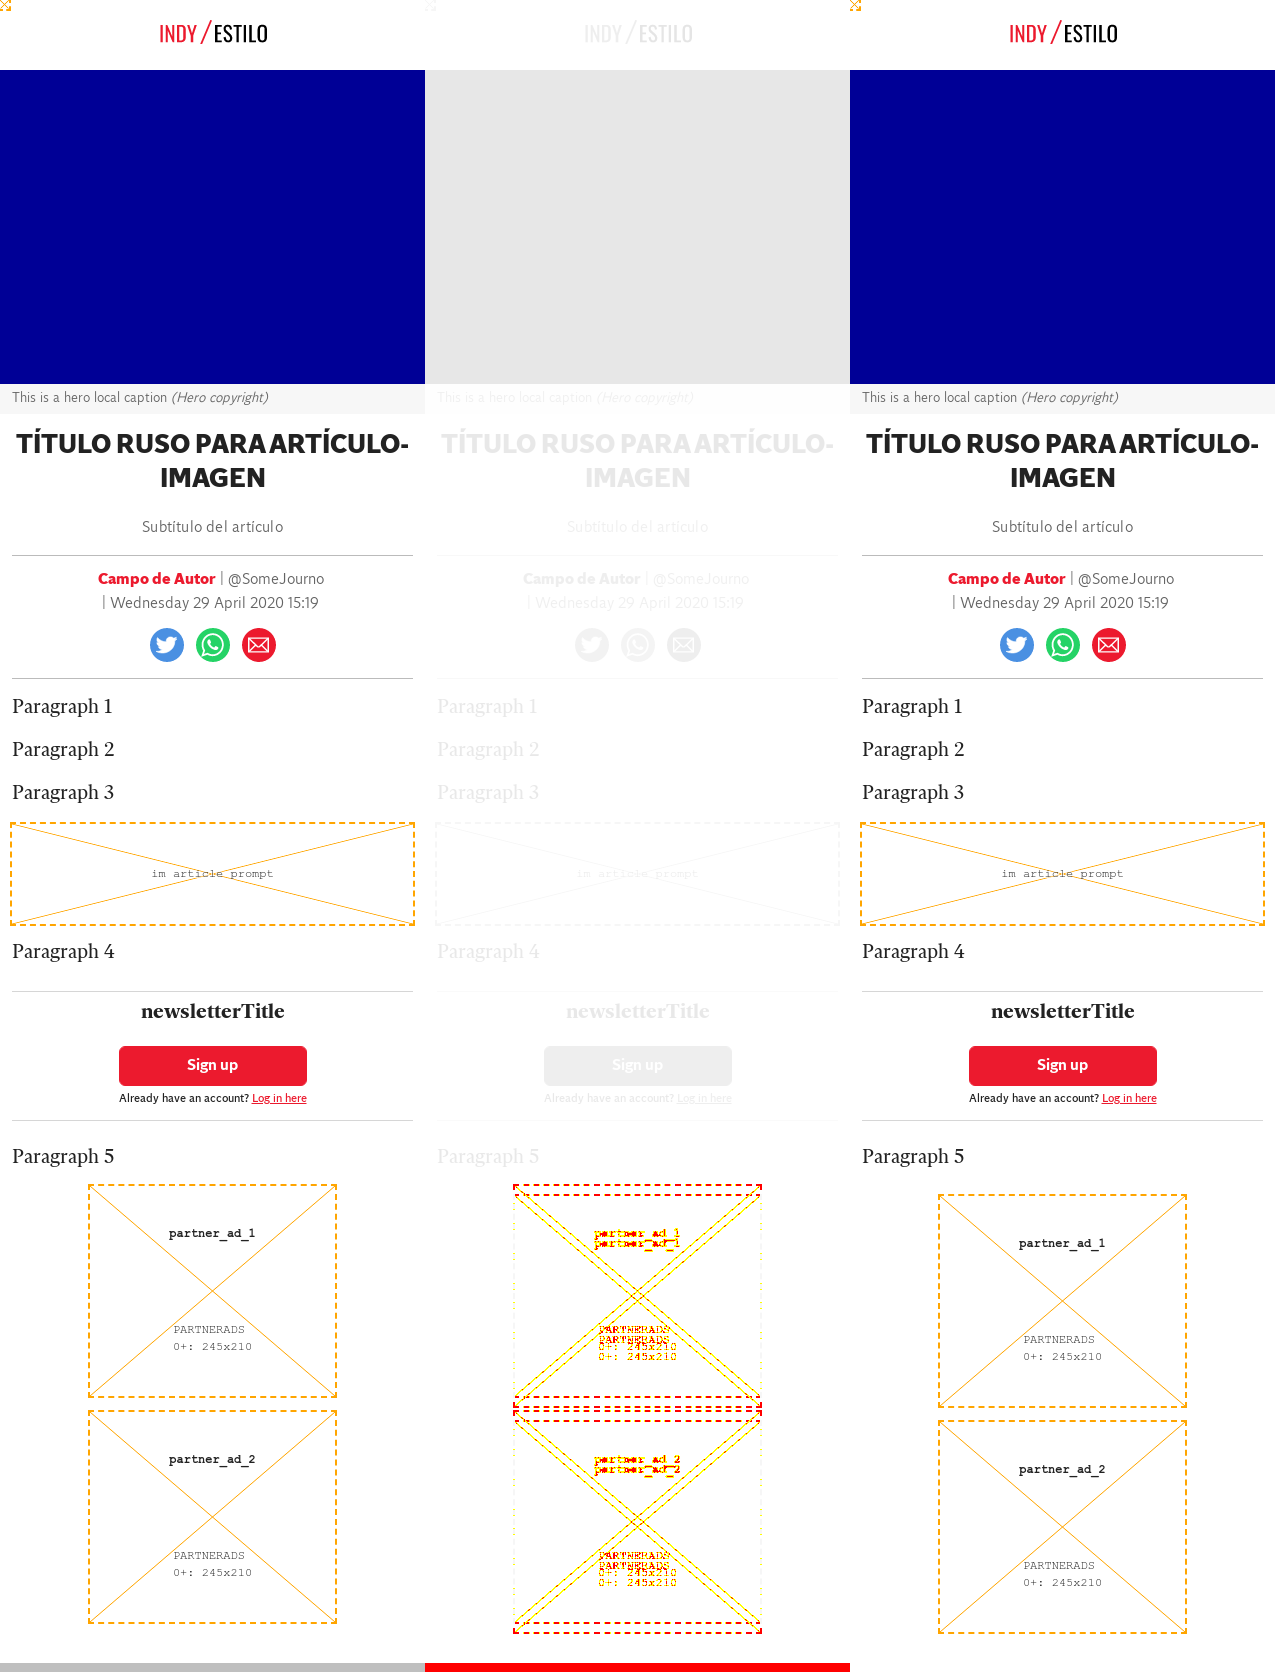 INDY/ESTILO
This is a hero local caption (Hero copyright)
TÍTULO RUSO PARA ARTÍCULO-
IMAGEN
Subtítulo del artículo
Campo de Autor | @SomeJourno
| Wednesday 29 April 2020 15:19
Paragraph 1
Paragraph 2
Paragraph 3
im article prompt
Paragraph 4
newsletterTitle
Sign up
Already have an account? Log in here
Paragraph 5
partner_ad_1
PARTNERADS
0+: 245x210
partner_ad_2
PARTNERADS
0+: 245x210
INDY/ESTILO
This is a hero local caption (Hero copyright)
TÍTULO RUSO PARA ARTÍCULO-
IMAGEN
Subtítulo del artículo
Campo de Autor | @SomeJourno
| Wednesday 29 April 2020 15:19
Paragraph 1
Paragraph 2
Paragraph 3
im article prompt
Paragraph 4
newsletterTitle
Sign up
Already have an account? Log in here
Paragraph 5
partner_ad_1
partner_ad_1
PARTNERADS
PARTNERADS
0+: 245x210
0+: 245x210
partner_ad_2
partner_ad_2
PARTNERADS
PARTNERADS
0+: 245x210
0+: 245x210
INDY/ESTILO
This is a hero local caption (Hero copyright)
TÍTULO RUSO PARA ARTÍCULO-
IMAGEN
Subtítulo del artículo
Campo de Autor | @SomeJourno
| Wednesday 29 April 2020 15:19
Paragraph 1
Paragraph 2
Paragraph 3
im article prompt
Paragraph 4
newsletterTitle
Sign up
Already have an account? Log in here
Paragraph 5
partner_ad_1
PARTNERADS
0+: 245x210
partner_ad_2
PARTNERADS
0+: 245x210